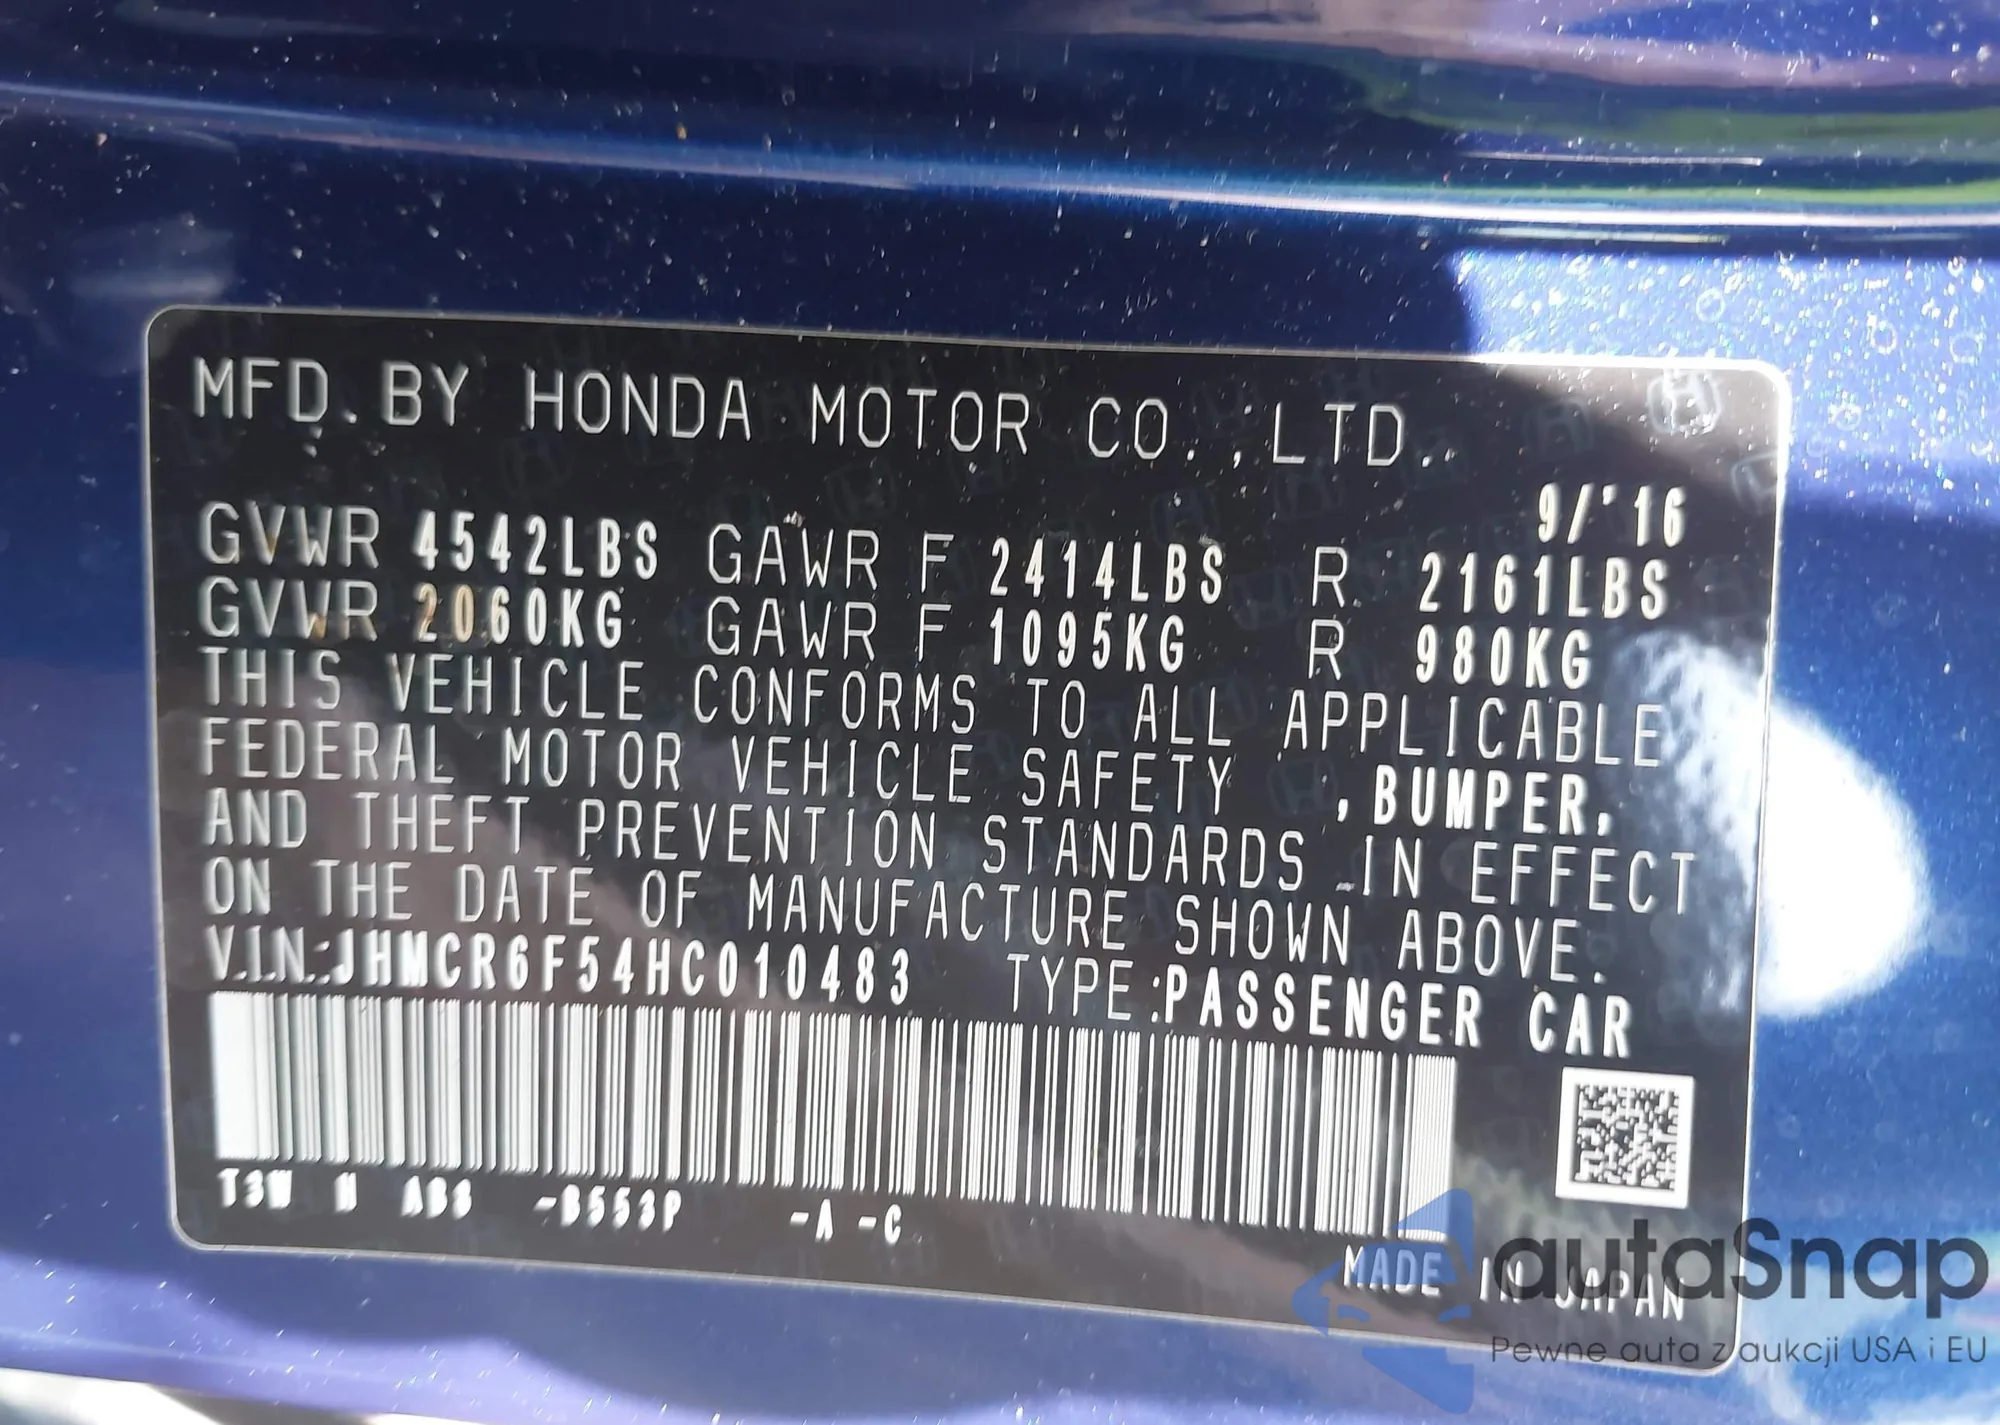 MFD. BY HONDA MOTOR CO.,LTD.
9/'16
GVWR 4542LBS GAWR F 2414LBS R 2161LBS
GVWR 2060KG GAWR F 1095KG R 980KG
THIS VEHICLE CONFORMS TO ALL APPLICABLE
FEDERAL MOTOR VEHICLE SAFETY , BUMPER,
AND THEFT PREVENTION STANDARDS IN EFFECT
ON THE DATE OF MANUFACTURE SHOWN ABOVE.
V.I.N.:JHMCR6F54HC010483 TYPE:PASSENGER CAR
T3W N ABS -B553P -A -C
MADE IN JAPAN
autaSnap
Pewne auta z aukcji USA i EU